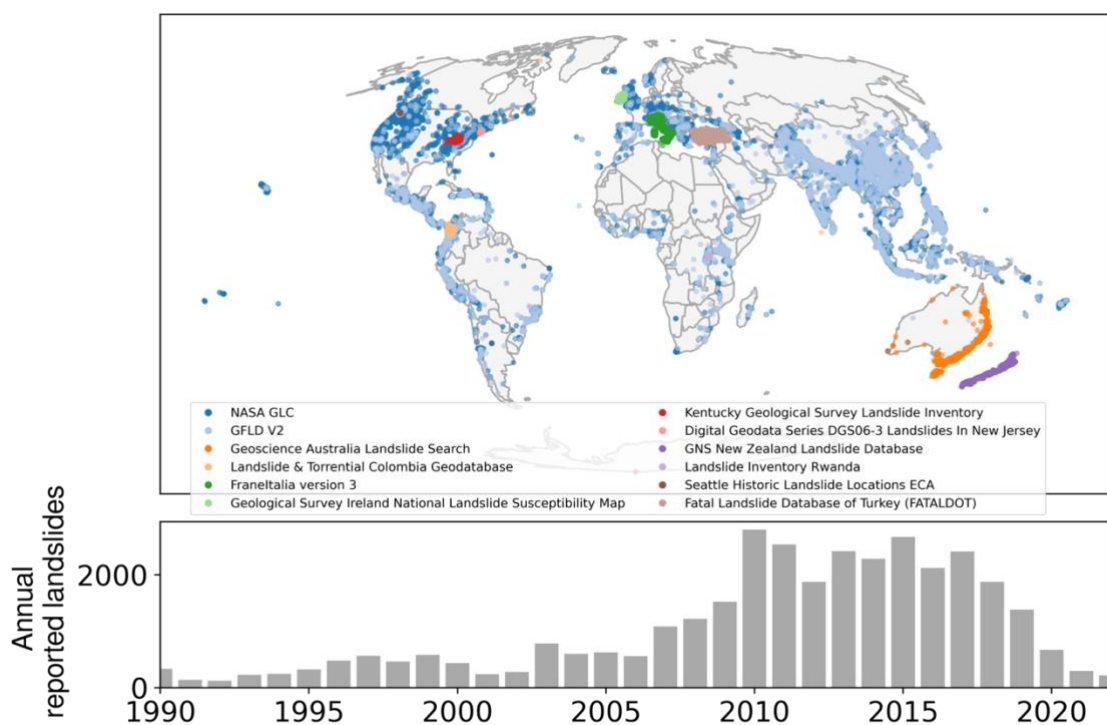 NASA GLC
GFLD V2
Geoscience Australia Landslide Search
Landslide & Torrential Colombia Geodatabase
FraneItalia version 3
Geological Survey Ireland National Landslide Susceptibility Map
Kentucky Geological Survey Landslide Inventory
Digital Geodata Series DGS06-3 Landslides In New Jersey
GNS New Zealand Landslide Database
Landslide Inventory Rwanda
Seattle Historic Landslide Locations ECA
Fatal Landslide Database of Turkey (FATALDOT)
Annual
reported landslides
2000
0
1990 1995 2000 2005 2010 2015 2020